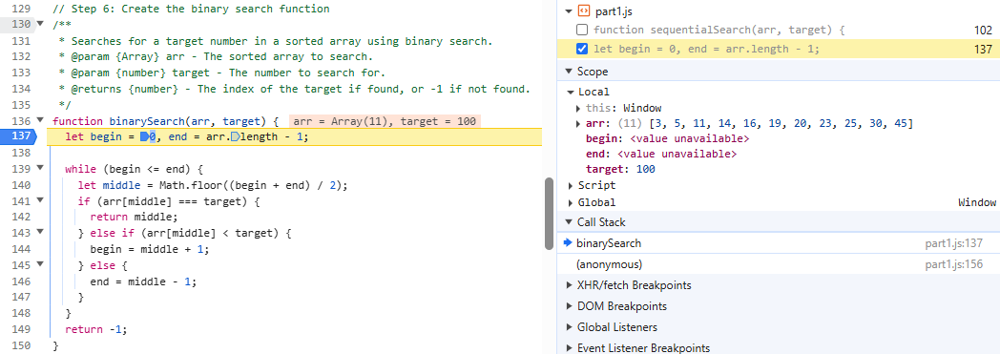 129 // Step 6: Create the binary search function
130 /**
131 * Searches for a target number in a sorted array using binary search.
132 * @param {Array} arr - The sorted array to search.
133 * @param {number} target - The number to search for.
134 * @returns {number} - The index of the target if found, or -1 if not found.
135 */
136 function binarySearch(arr, target) { arr = Array(11), target = 100
137 let begin = 0, end = arr.length - 1;
138
139 while (begin <= end) {
140 let middle = Math.floor((begin + end) / 2);
141 if (arr[middle] === target) {
142 return middle;
143 } else if (arr[middle] < target) {
144 begin = middle + 1;
145 } else {
146 end = middle - 1;
147 }
148 }
149 return -1;
150 }
part1.js
function sequentialSearch(arr, target) { 102
let begin = 0, end = arr.length - 1; 137
Scope
Local
this: Window
arr: (11) [3, 5, 11, 14, 16, 19, 20, 23, 25, 30, 45]
begin: <value unavailable>
end: <value unavailable>
target: 100
Script
Global Window
Call Stack
binarySearch part1.js:137
(anonymous) part1.js:156
XHR/fetch Breakpoints
DOM Breakpoints
Global Listeners
Event Listener Breakpoints